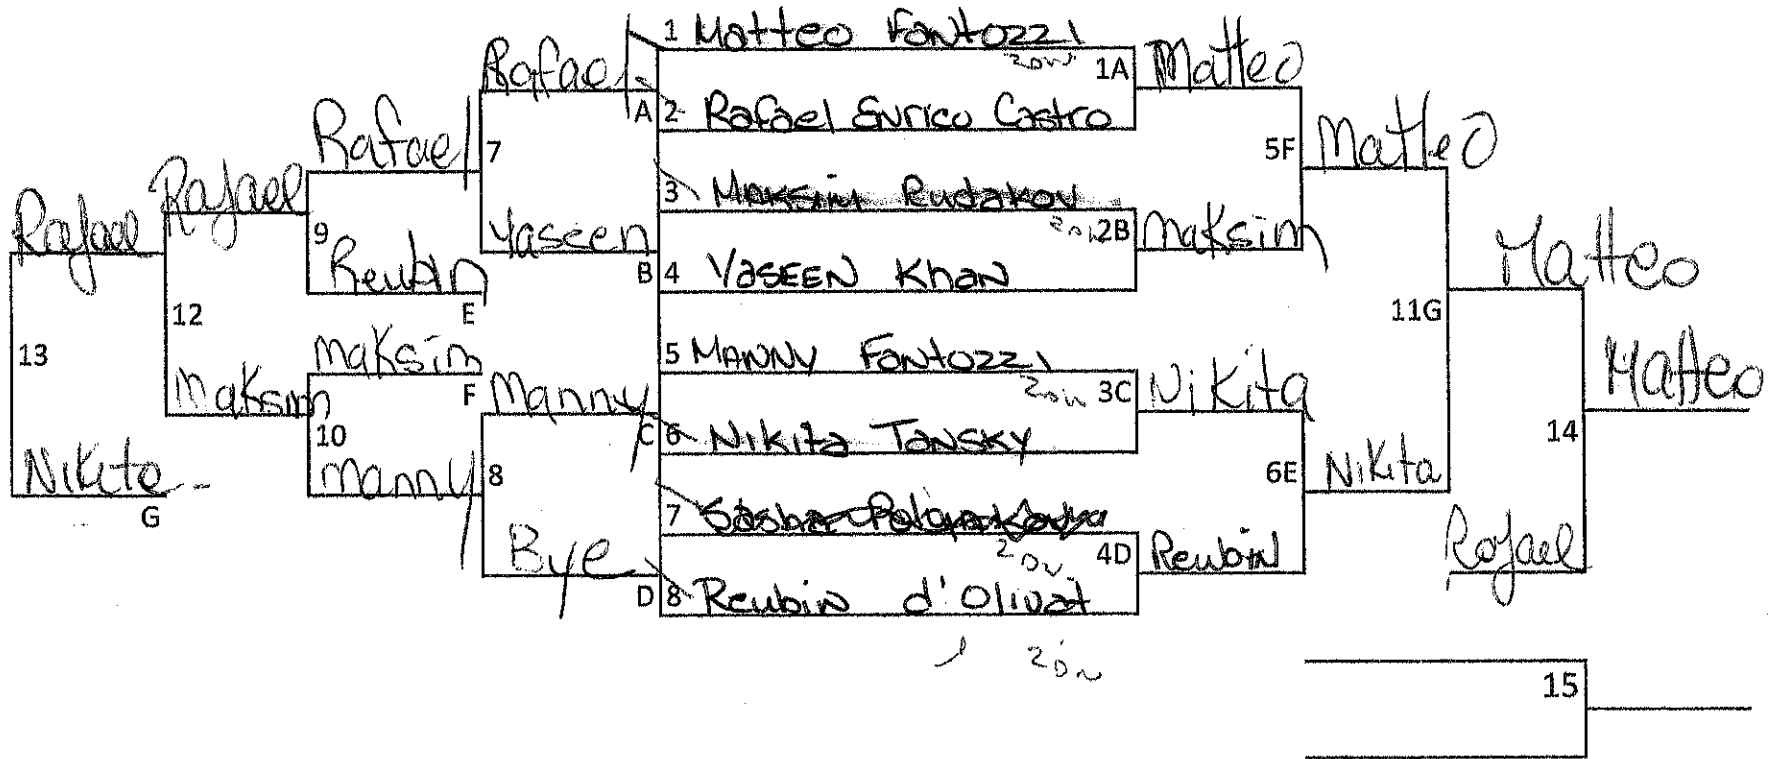 1 Matteo Fantozzi
Rafael
1A Matteo
A 2 Rafael Enrico Castro
Rafael 7
5F Matteo
3 Maksim Rudakov
Rafael
Rafael
9 Yaseen
2B Maksim
Reubin
B 4 Yaseen Khan
Matteo
E
12
11G
13
Maksim
5 Manny Fontozzi
Matteo
Maksim
F Manny
3C Nikita
10
C 6 Nikita Tansky
14
Nikita
G
Manny 8
6E Nikita
7
Bye
4D Reubin
Rafael
D 8 Reubin d'Olivat
15